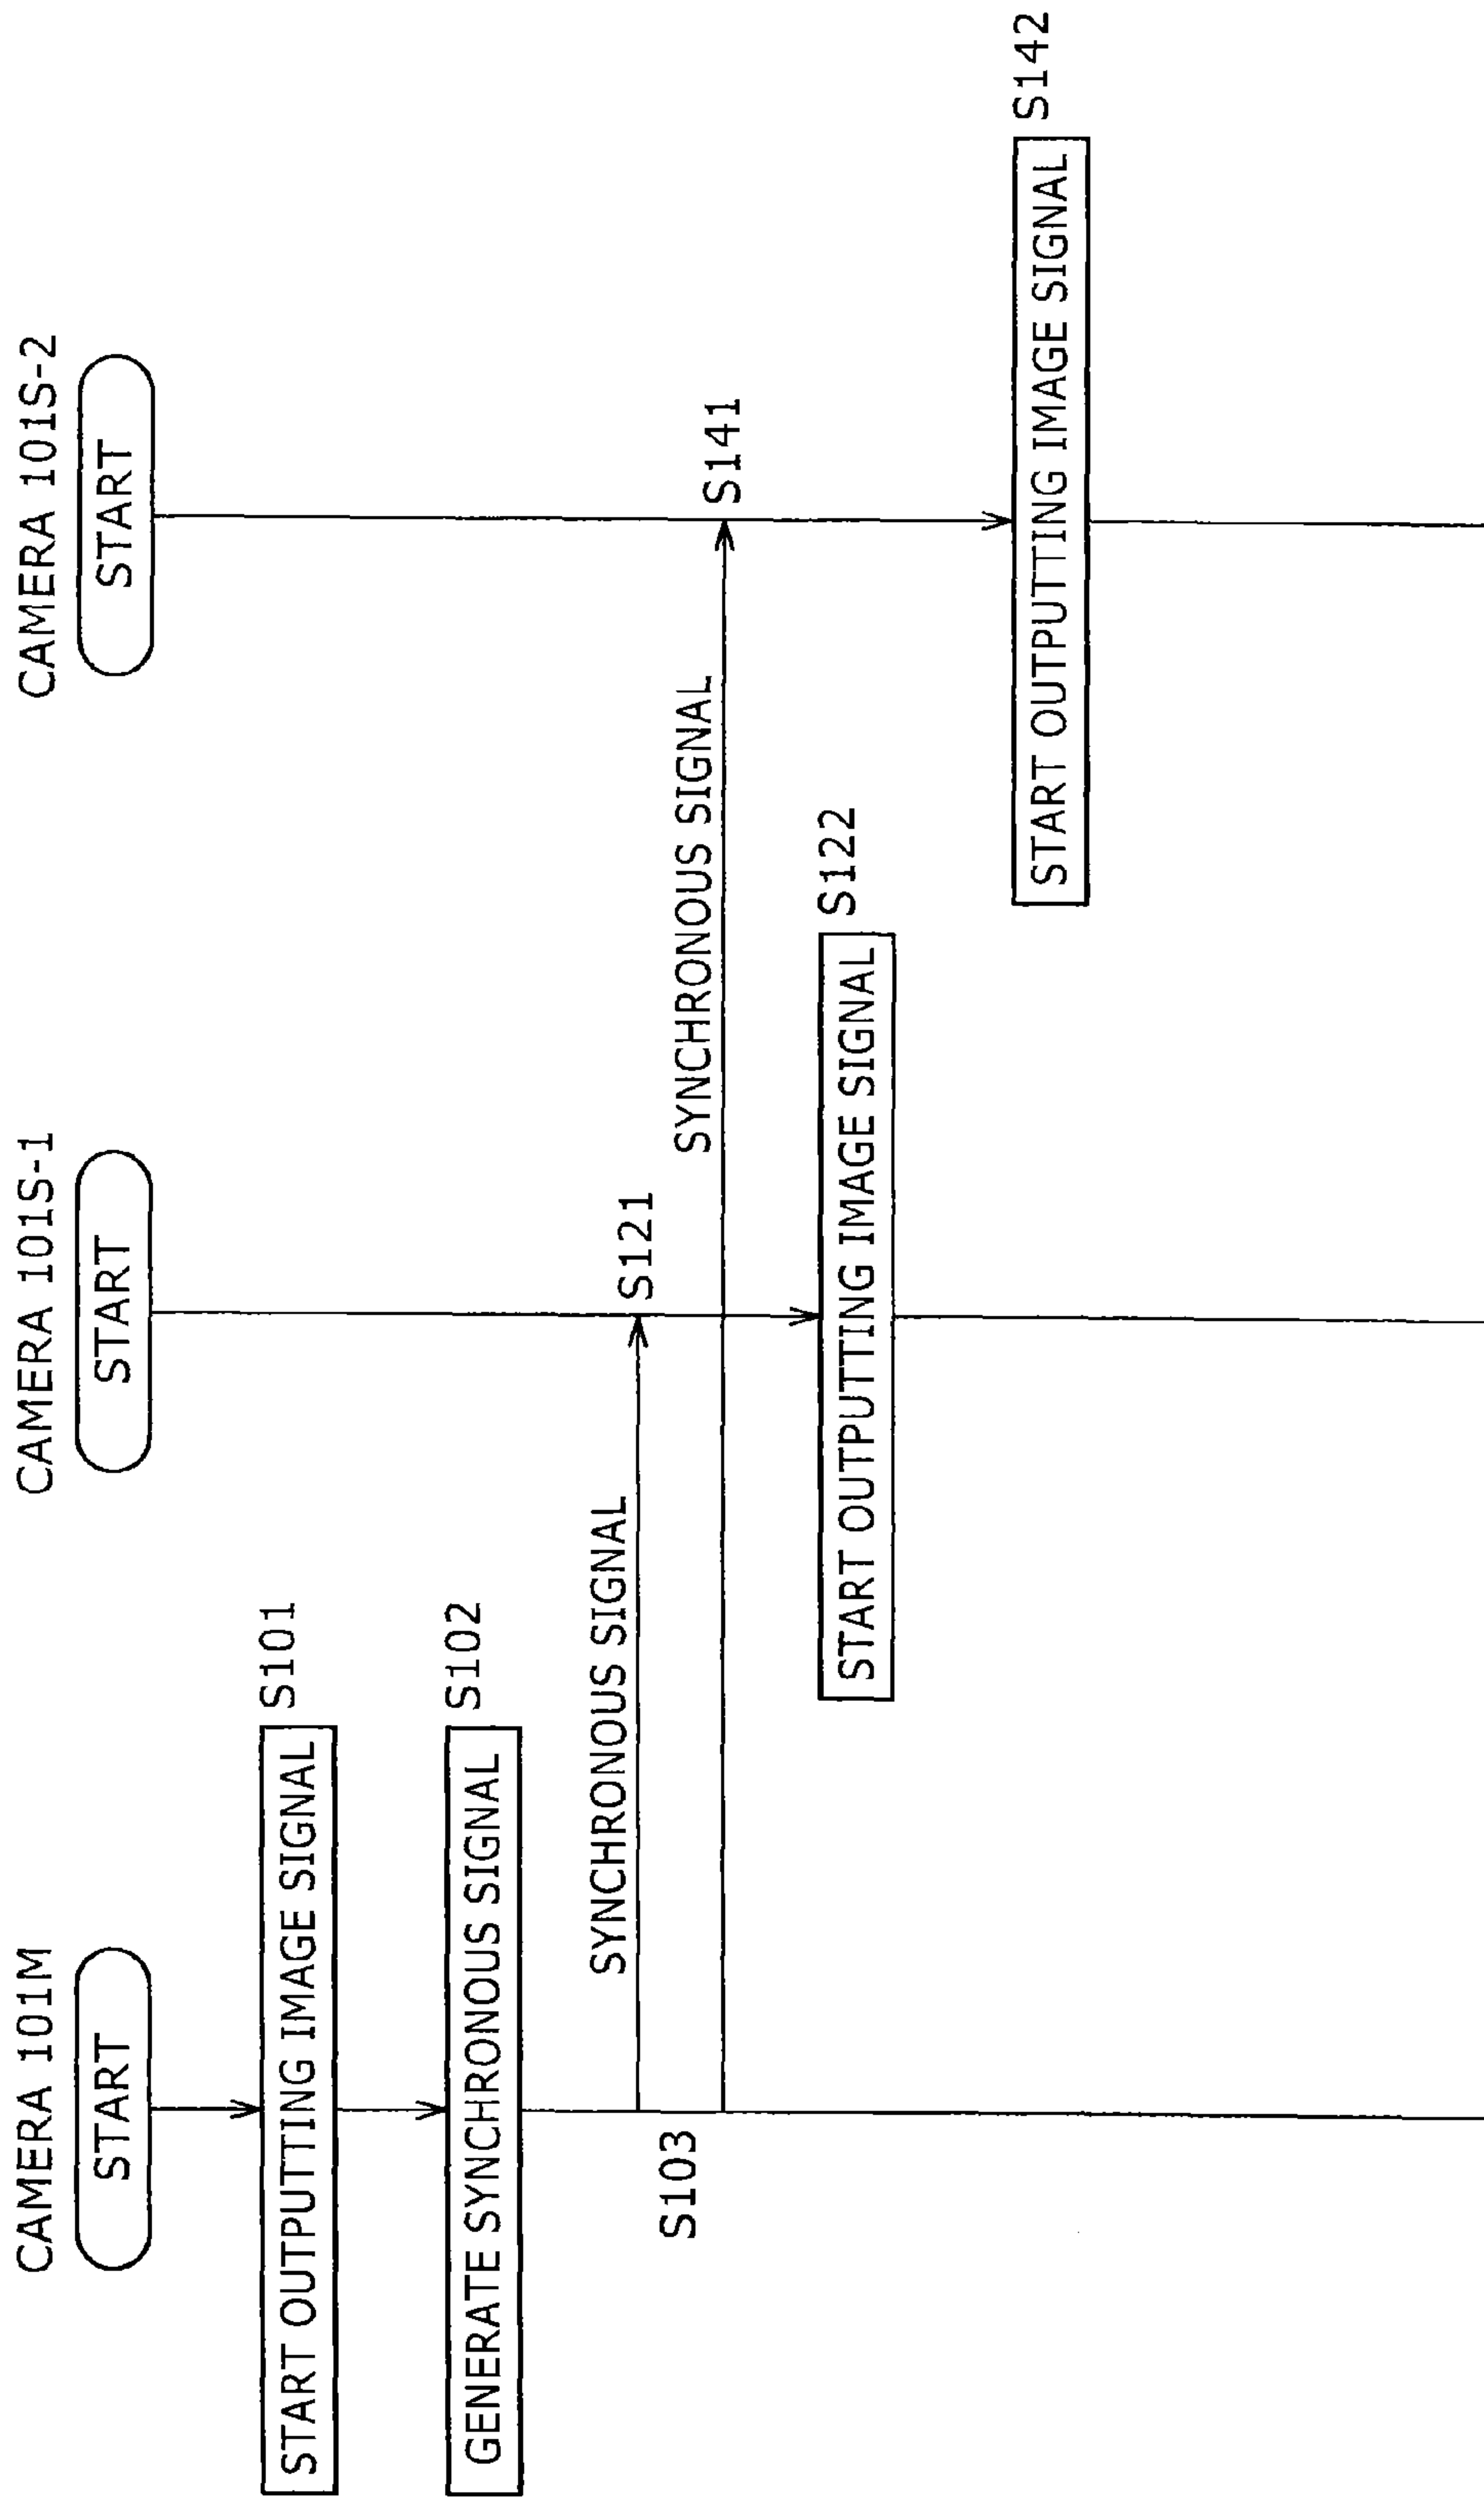 CAMERA 101M
CAMERA 101S-1
CAMERA 101S-2
START
START
START
START OUTPUTTING IMAGE SIGNAL
S101
GENERATE SYNCHRONOUS SIGNAL
S102
SYNCHRONOUS SIGNAL
S121
S103
SYNCHRONOUS SIGNAL
S141
START OUTPUTTING IMAGE SIGNAL
S122
START OUTPUTTING IMAGE SIGNAL
S142